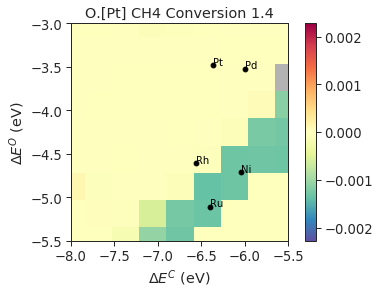 O.[Pt] CH4 Conversion 1.4
−3.0
−3.5
−4.0
−4.5
−5.0
−5.5
ΔE^O (eV)
Pt
Pd
Rh
Ni
Ru
−8.0 −7.5 −7.0 −6.5 −6.0 −5.5
ΔE^C (eV)
0.002
0.001
0.000
−0.001
−0.002